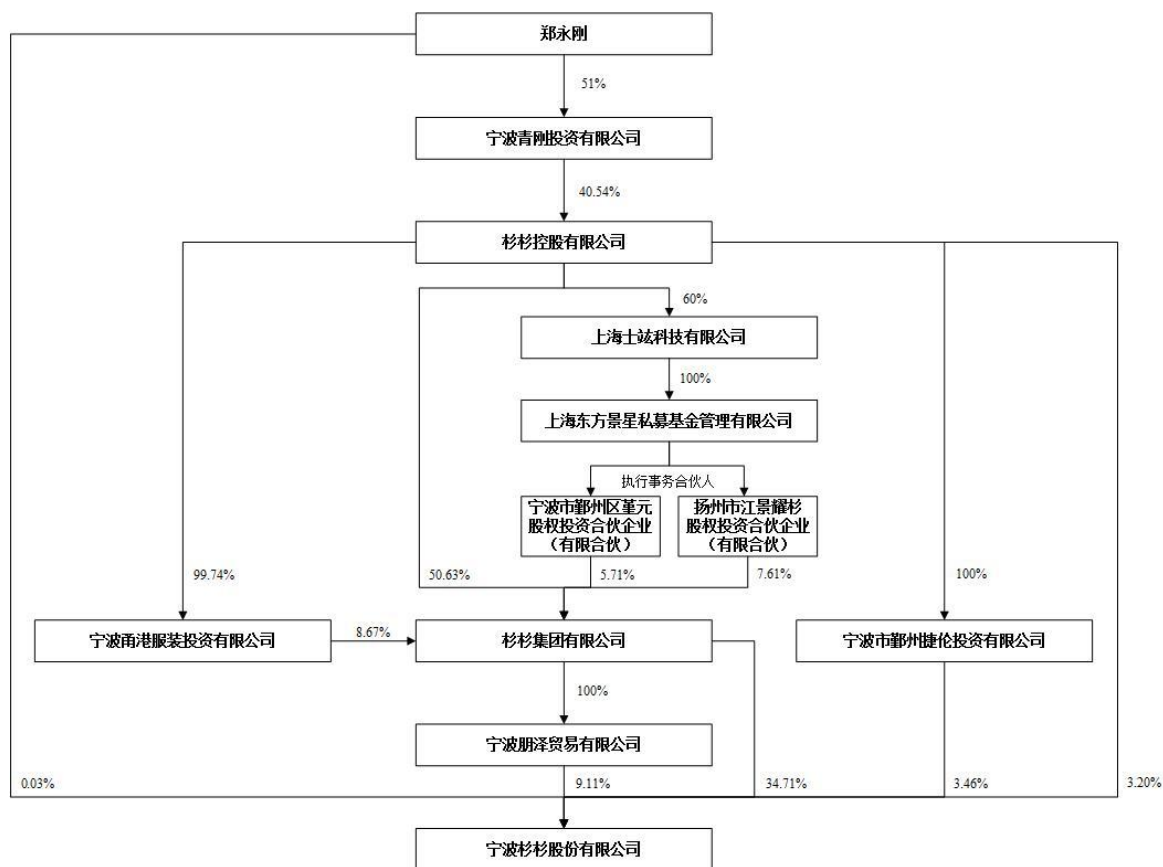 郑永刚
51%
宁波青刚投资有限公司
40.54%
杉杉控股有限公司
60%
上海士竑科技有限公司
100%
上海东方景星私募基金管理有限公司
执行事务合伙人
宁波市鄞州区堇元
股权投资合伙企业
（有限合伙）
扬州市江景耀杉
股权投资合伙企业
（有限合伙）
99.74%
50.63%
5.71%
7.61%
100%
宁波甬港服装投资有限公司
8.67%
杉杉集团有限公司
宁波市鄞州捷伦投资有限公司
100%
宁波朋泽贸易有限公司
0.03%
9.11%
34.71%
3.46%
3.20%
宁波杉杉股份有限公司